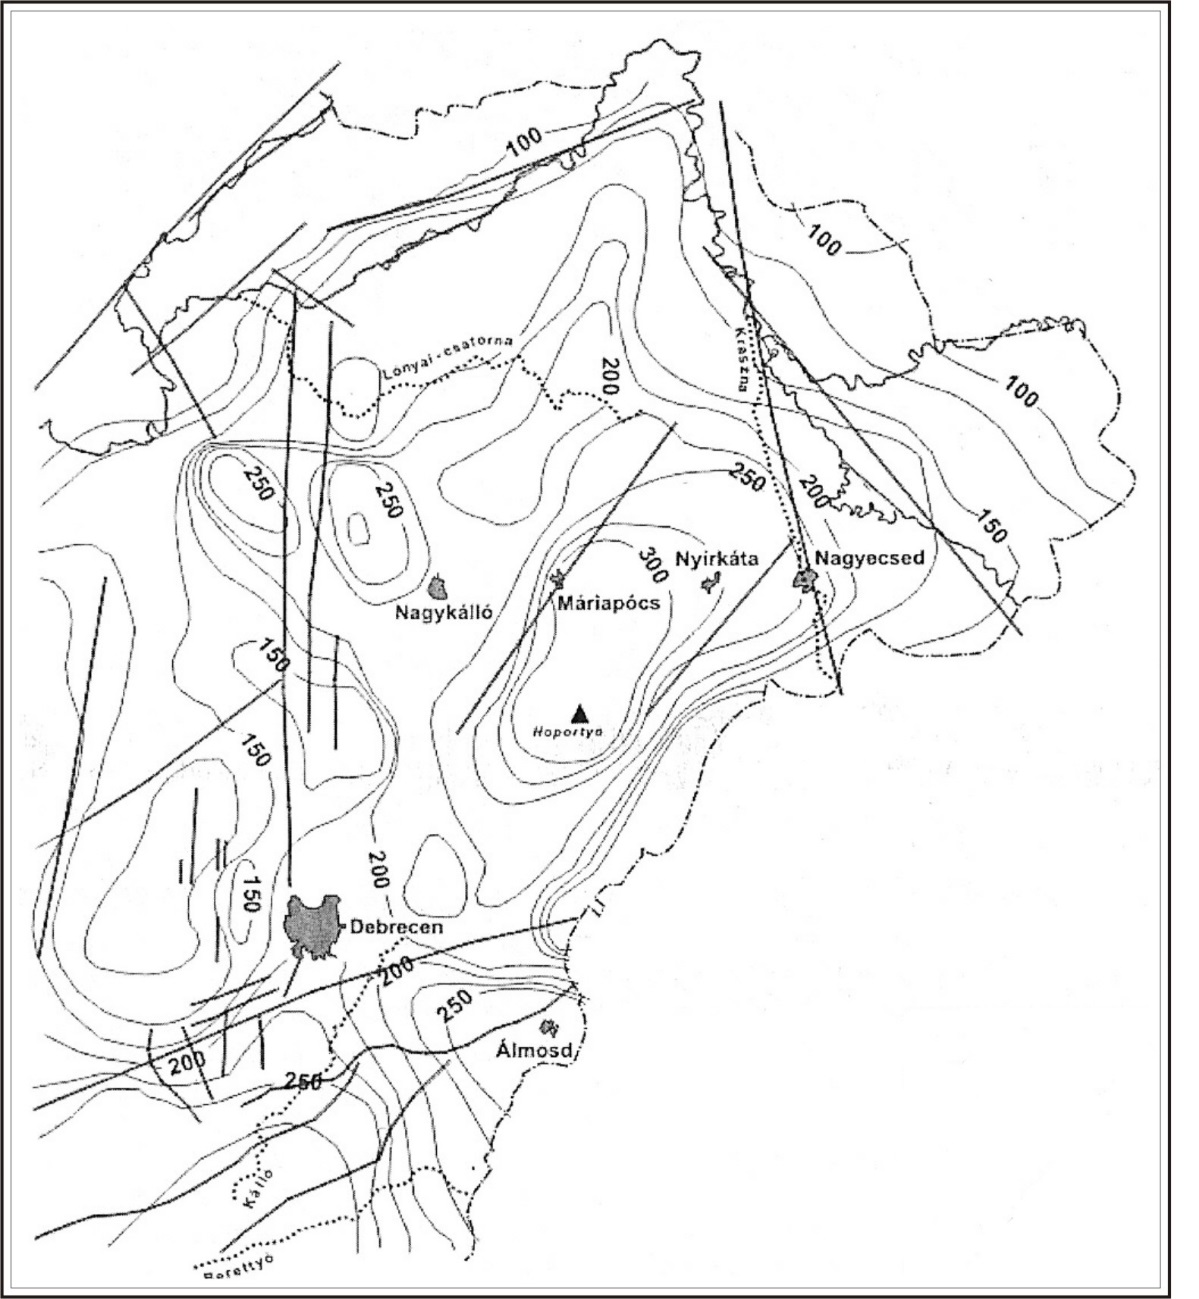 100
100
Lónyai-csatorna
Kraszna
200
100
250
250
250
200
150
300
Nyírkáta
Nagyecsed
Nagykálló
Máriapócs
150
Hoportyó
150
200
150
Debrecen
200
250
Álmosd
200
250
Kálló
Berettyó